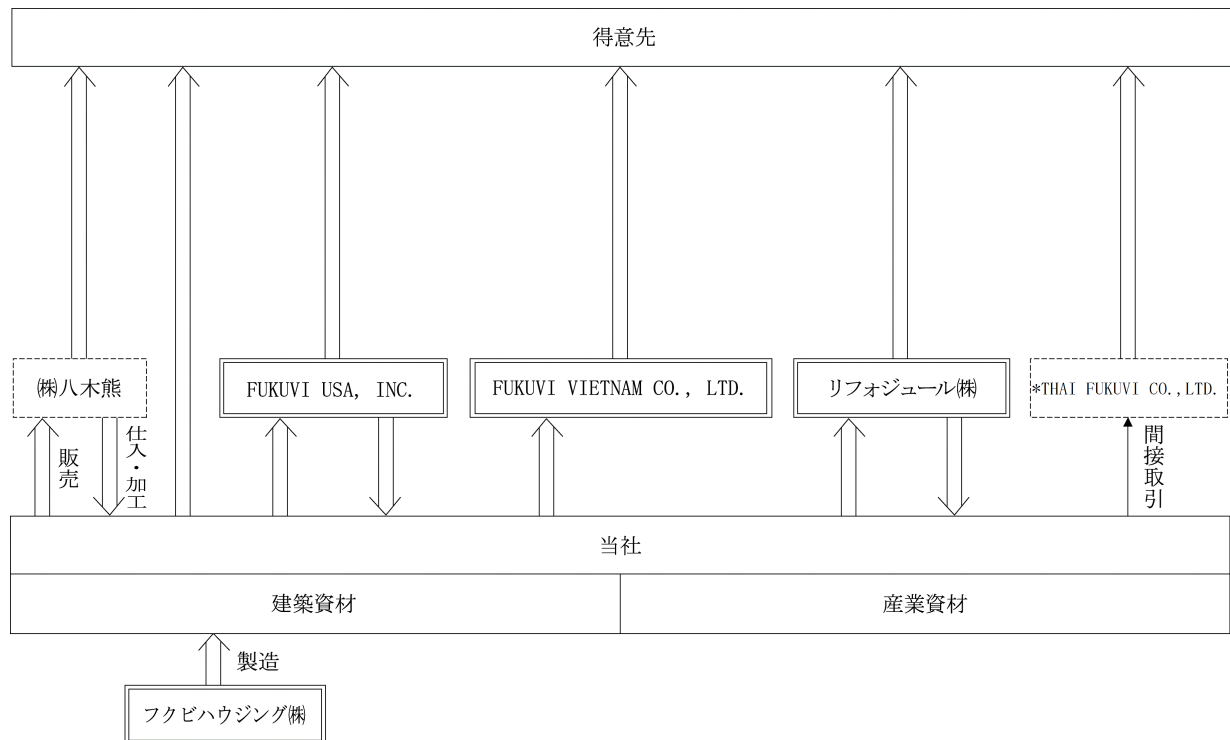 得意先
㈱八木熊
FUKUVI USA, INC.
FUKUVI VIETNAM CO., LTD.
リフォジュール㈱
*THAI FUKUVI CO.,LTD.
販売
仕入・加工
間接取引
当社
建築資材
産業資材
製造
フクビハウジング㈱